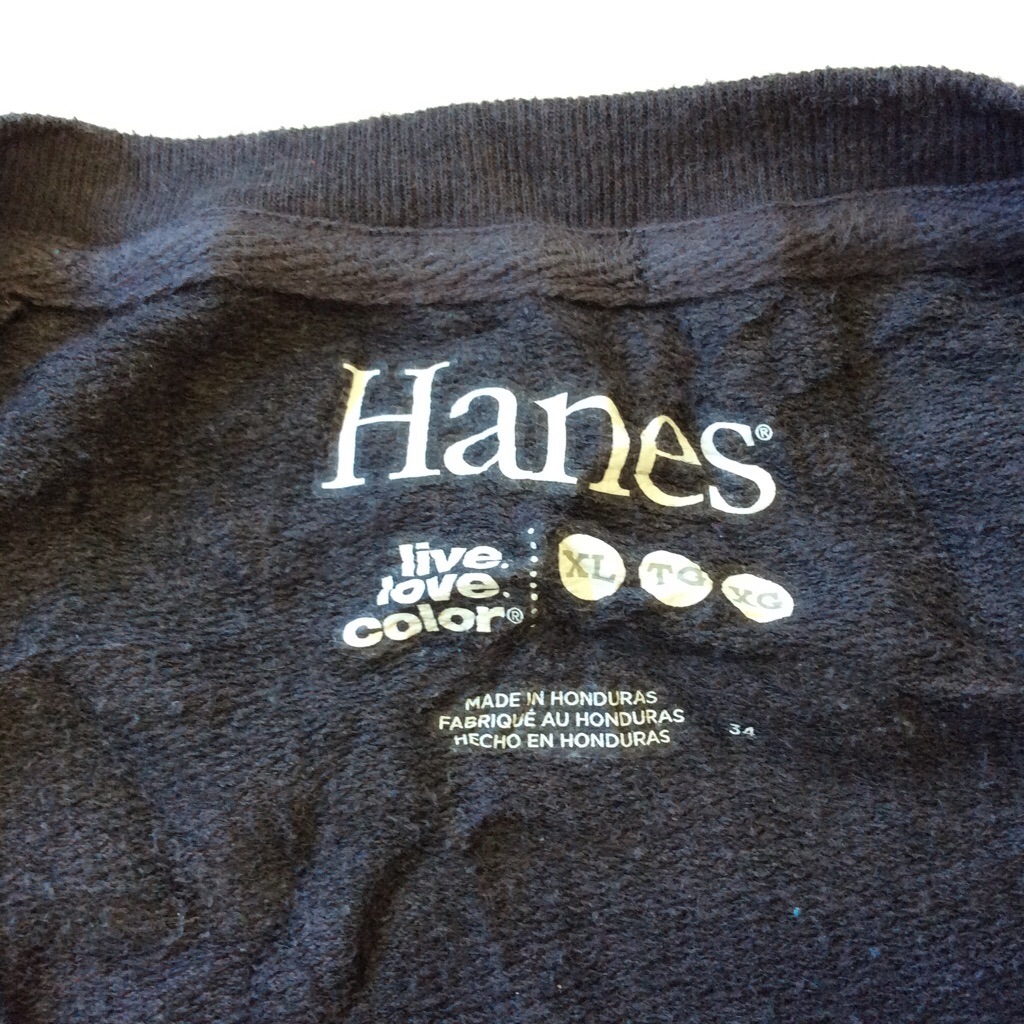 Hanes®
live.
love.
color®
XL TG XG
MADE IN HONDURAS
FABRIQUÉ AU HONDURAS
HECHO EN HONDURAS
34